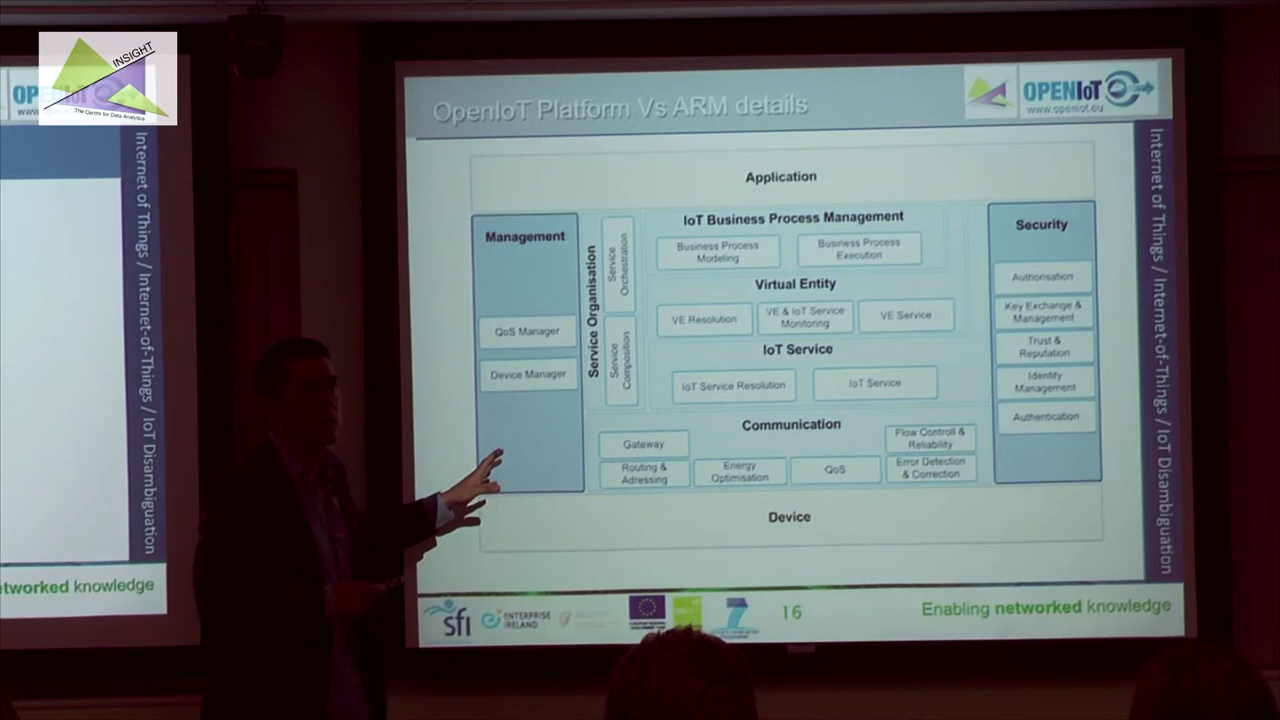 INSIGHT
The Centre for Data Analytics
OpenIoT Platform Vs ARM details
OPENIoT
www.openiot.eu
Application
Management
QoS Manager
Device Manager
Service Organisation
Service
Orchestration
Service
Composition
IoT Business Process Management
Business Process
Modeling
Business Process
Execution
Virtual Entity
VE Resolution
VE & IoT Service
Monitoring
VE Service
IoT Service
IoT Service Resolution
IoT Service
Communication
Gateway
Routing &
Adressing
Energy
Optimisation
QoS
Flow Controll &
Reliability
Error Detection
& Correction
Security
Authorisation
Key Exchange &
Management
Trust &
Reputation
Identity
Management
Authentication
Device
Internet of Things / Internet-of-Things / IoT Disambiguation
Internet of Things / Internet-of-Things / IoT Disambiguation
etworked knowledge
sfi
ENTERPRISE
IRELAND
16
Enabling networked knowledge